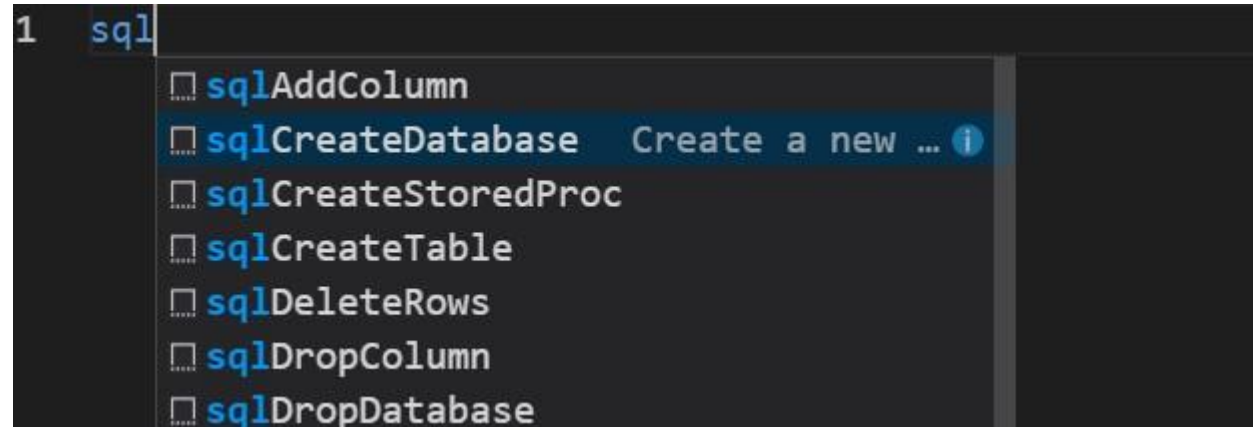 1 sql
sqlAddColumn
sqlCreateDatabase Create a new …
sqlCreateStoredProc
sqlCreateTable
sqlDeleteRows
sqlDropColumn
sqlDropDatabase